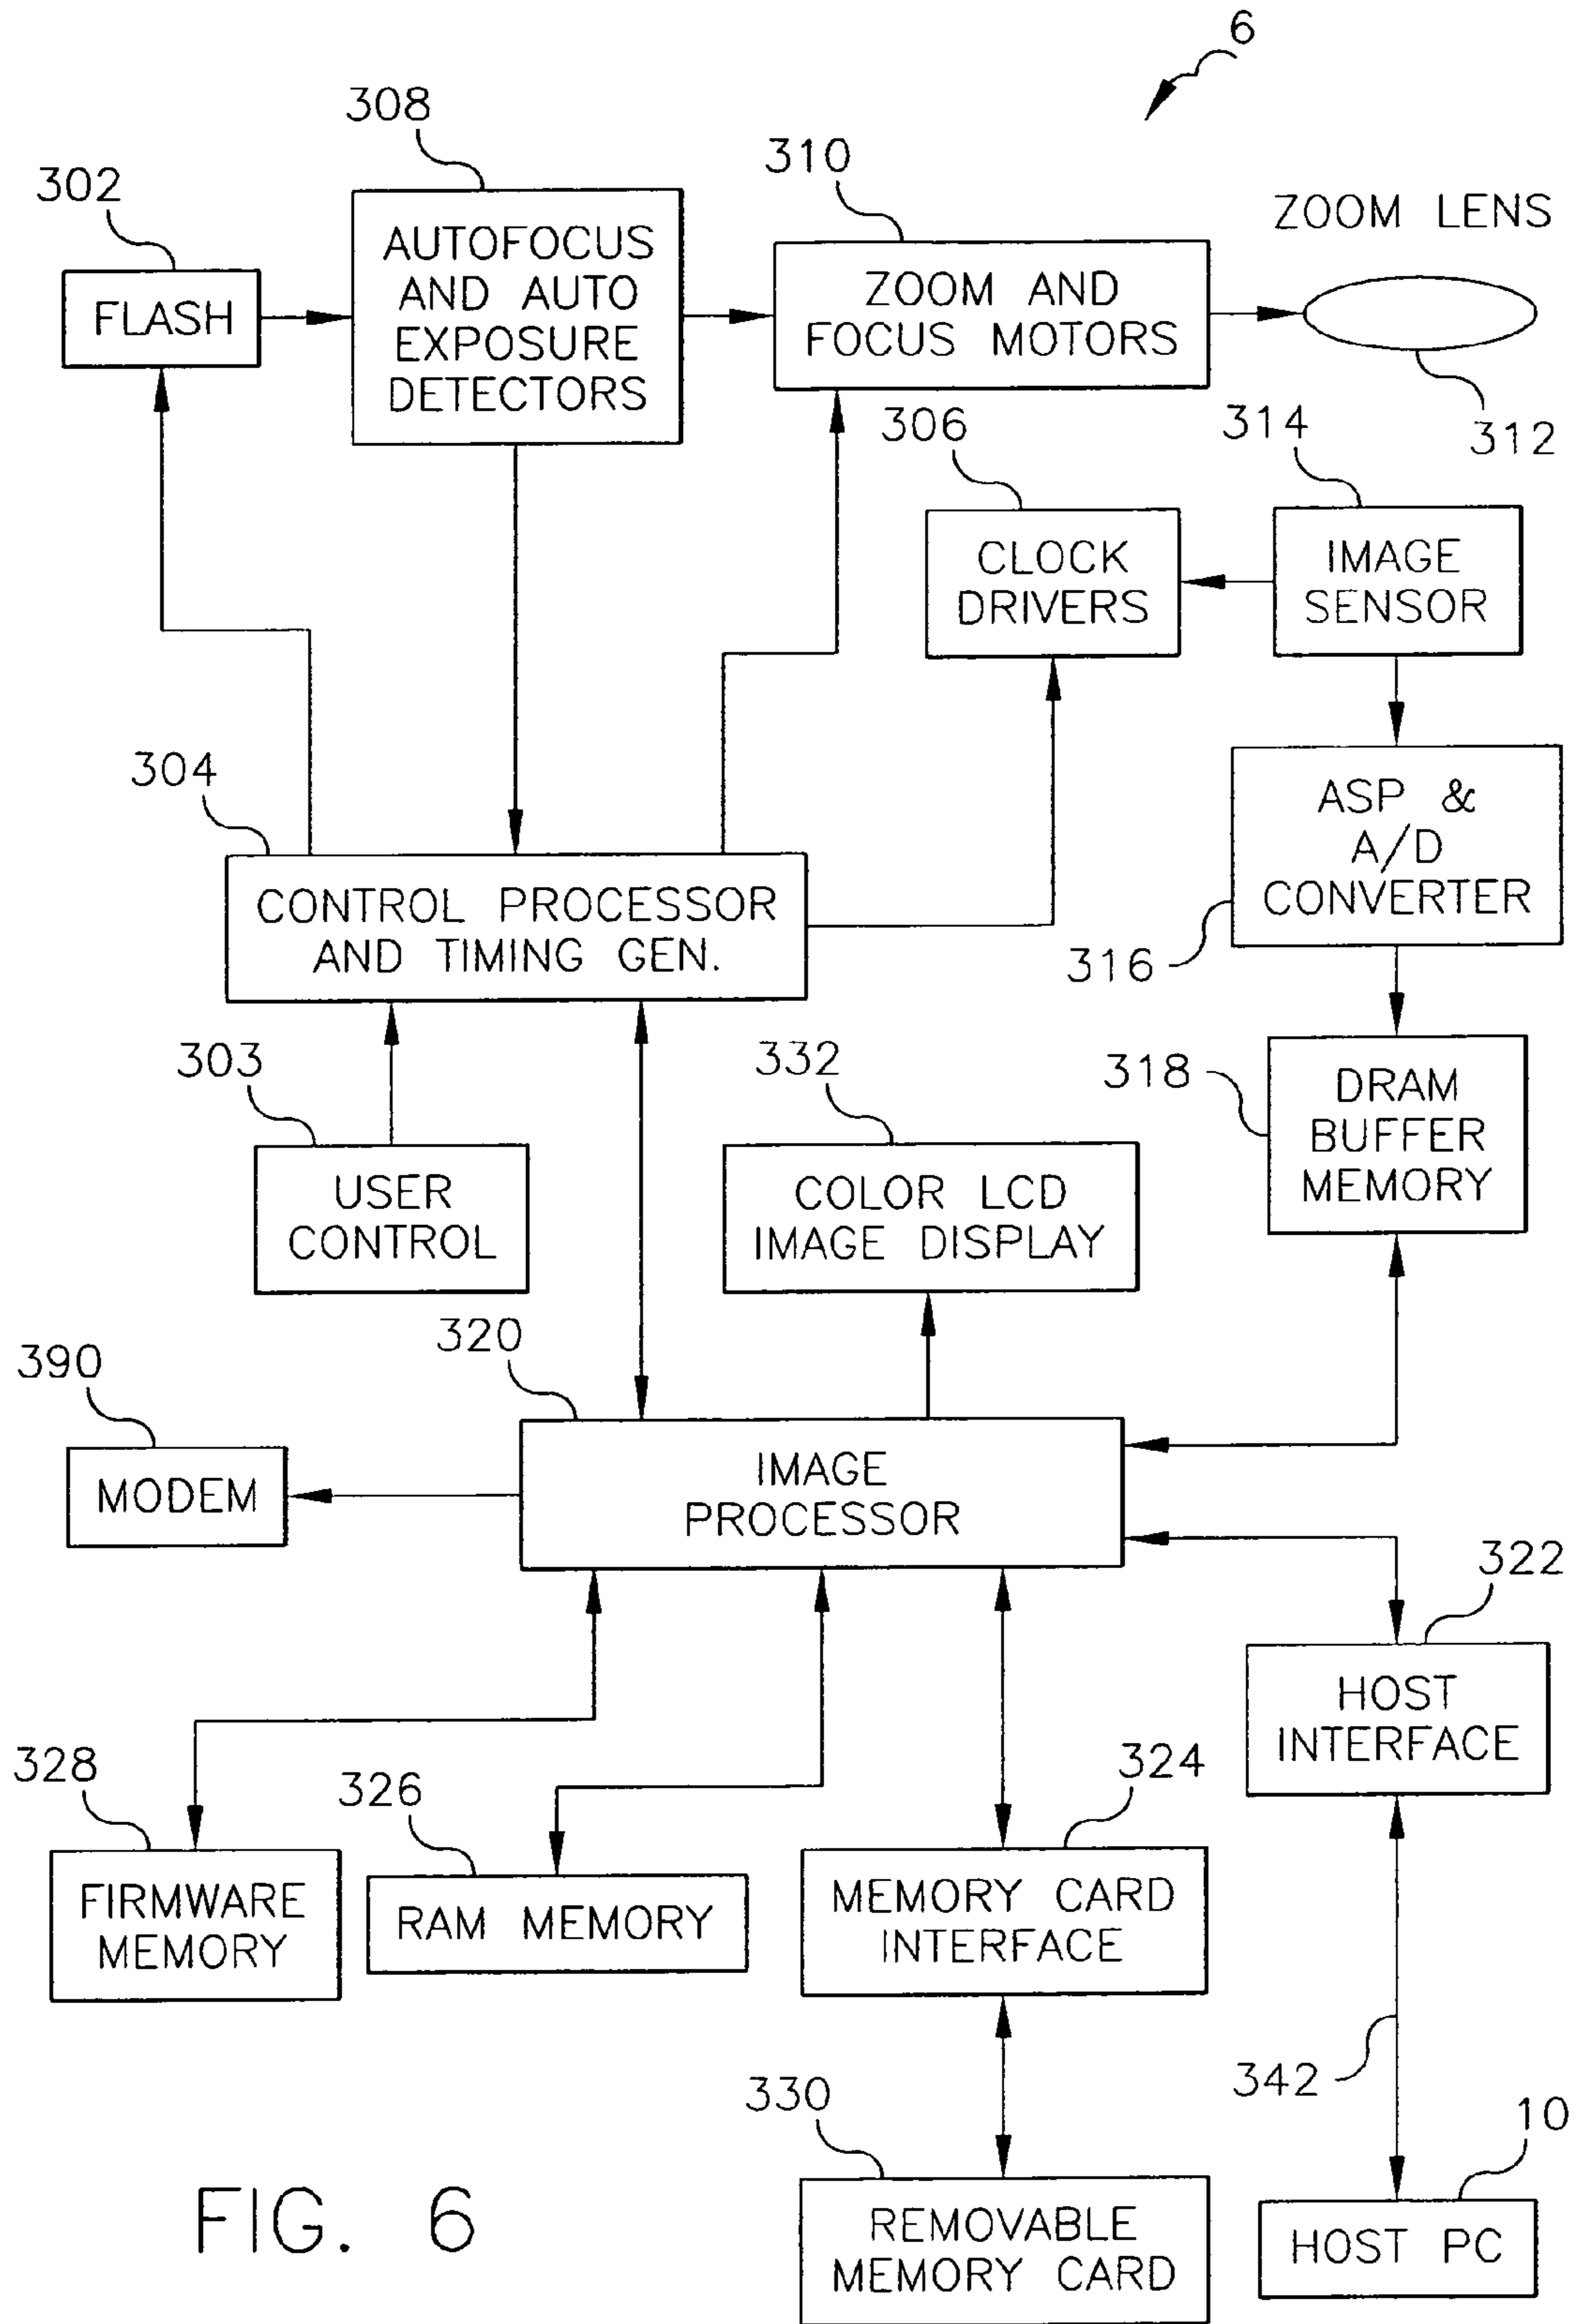 6
308
310
302
ZOOM LENS
AUTOFOCUS
AND AUTO
EXPOSURE
DETECTORS
FLASH
ZOOM AND
FOCUS MOTORS
306
314
312
CLOCK
DRIVERS
IMAGE
SENSOR
304
ASP &
A/D
CONVERTER
CONTROL PROCESSOR
AND TIMING GEN.
316
303
332
318
DRAM
BUFFER
MEMORY
USER
CONTROL
COLOR LCD
IMAGE DISPLAY
320
390
MODEM
IMAGE
PROCESSOR
322
HOST
INTERFACE
328
326
324
FIRMWARE
MEMORY
RAM MEMORY
MEMORY CARD
INTERFACE
342
330
10
REMOVABLE
MEMORY CARD
HOST PC
FIG. 6